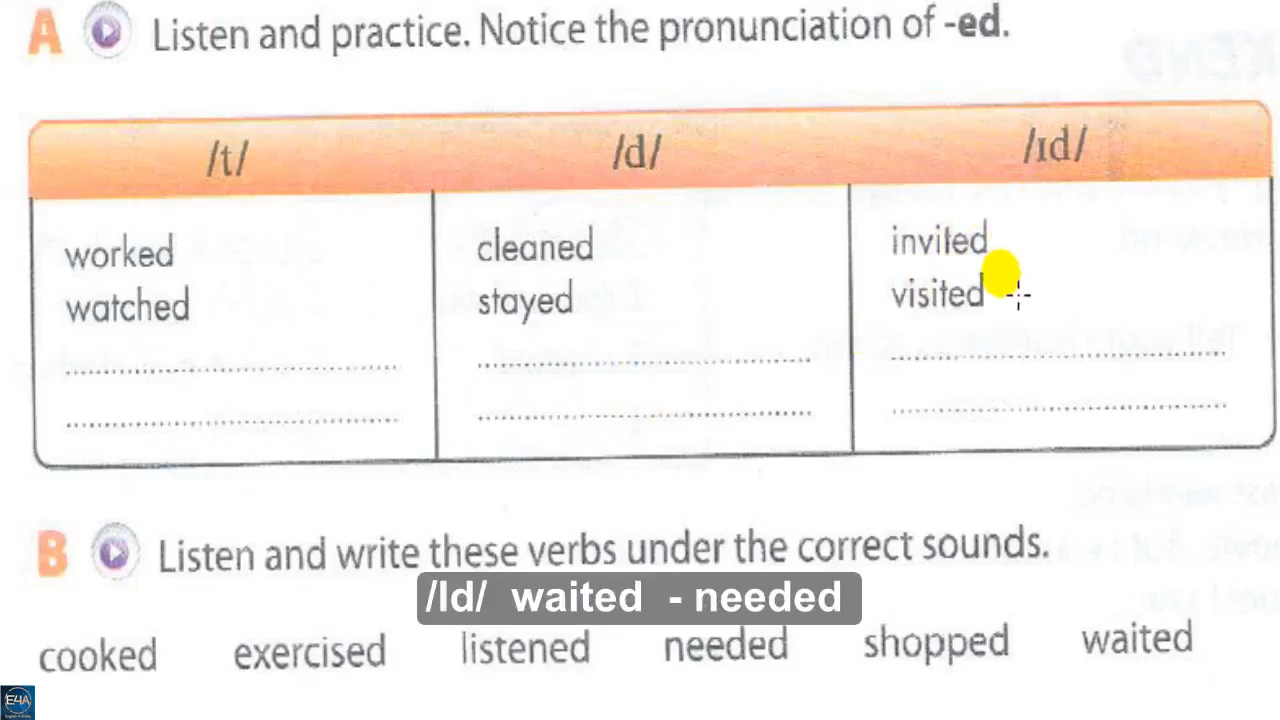 A Listen and practice. Notice the pronunciation of -ed.
/t/ /d/ /ɪd/
worked cleaned invited
watched stayed visited
B Listen and write these verbs under the correct sounds.
/Id/ waited - needed
cooked exercised listened needed shopped waited
E4A